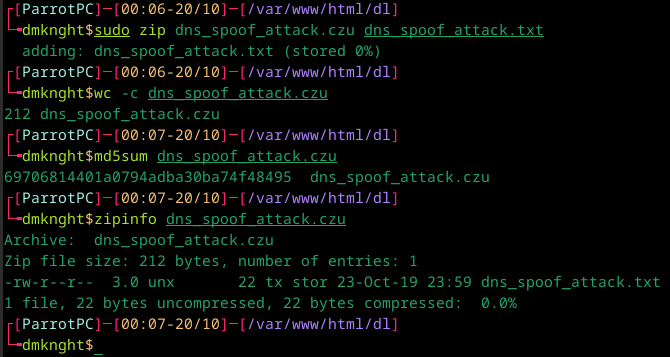 ┌[ParrotPC]─[00:06-20/10]─[/var/www/html/dl]
└╼dmknght$sudo zip dns_spoof_attack.czu dns_spoof_attack.txt
  adding: dns_spoof_attack.txt (stored 0%)
┌[ParrotPC]─[00:06-20/10]─[/var/www/html/dl]
└╼dmknght$wc -c dns_spoof_attack.czu
212 dns_spoof_attack.czu
┌[ParrotPC]─[00:07-20/10]─[/var/www/html/dl]
└╼dmknght$md5sum dns_spoof_attack.czu
69706814401a0794adba30ba74f48495  dns_spoof_attack.czu
┌[ParrotPC]─[00:07-20/10]─[/var/www/html/dl]
└╼dmknght$zipinfo dns_spoof_attack.czu
Archive:  dns_spoof_attack.czu
Zip file size: 212 bytes, number of entries: 1
-rw-r--r--  3.0 unx       22 tx stor 23-Oct-19 23:59 dns_spoof_attack.txt
1 file, 22 bytes uncompressed, 22 bytes compressed:  0.0%
┌[ParrotPC]─[00:07-20/10]─[/var/www/html/dl]
└╼dmknght$_